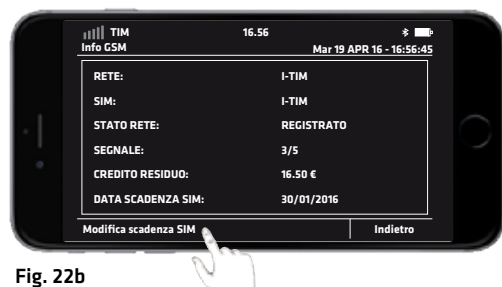 TIM 16.56
Info GSM Mar 19 APR 16 - 16:56:45
RETE: I-TIM
SIM: I-TIM
STATO RETE: REGISTRATO
SEGNALE: 3/5
CREDITO RESIDUO: 16.50 €
DATA SCADENZA SIM: 30/01/2016
Modifica scadenza SIM Indietro
Fig. 22b